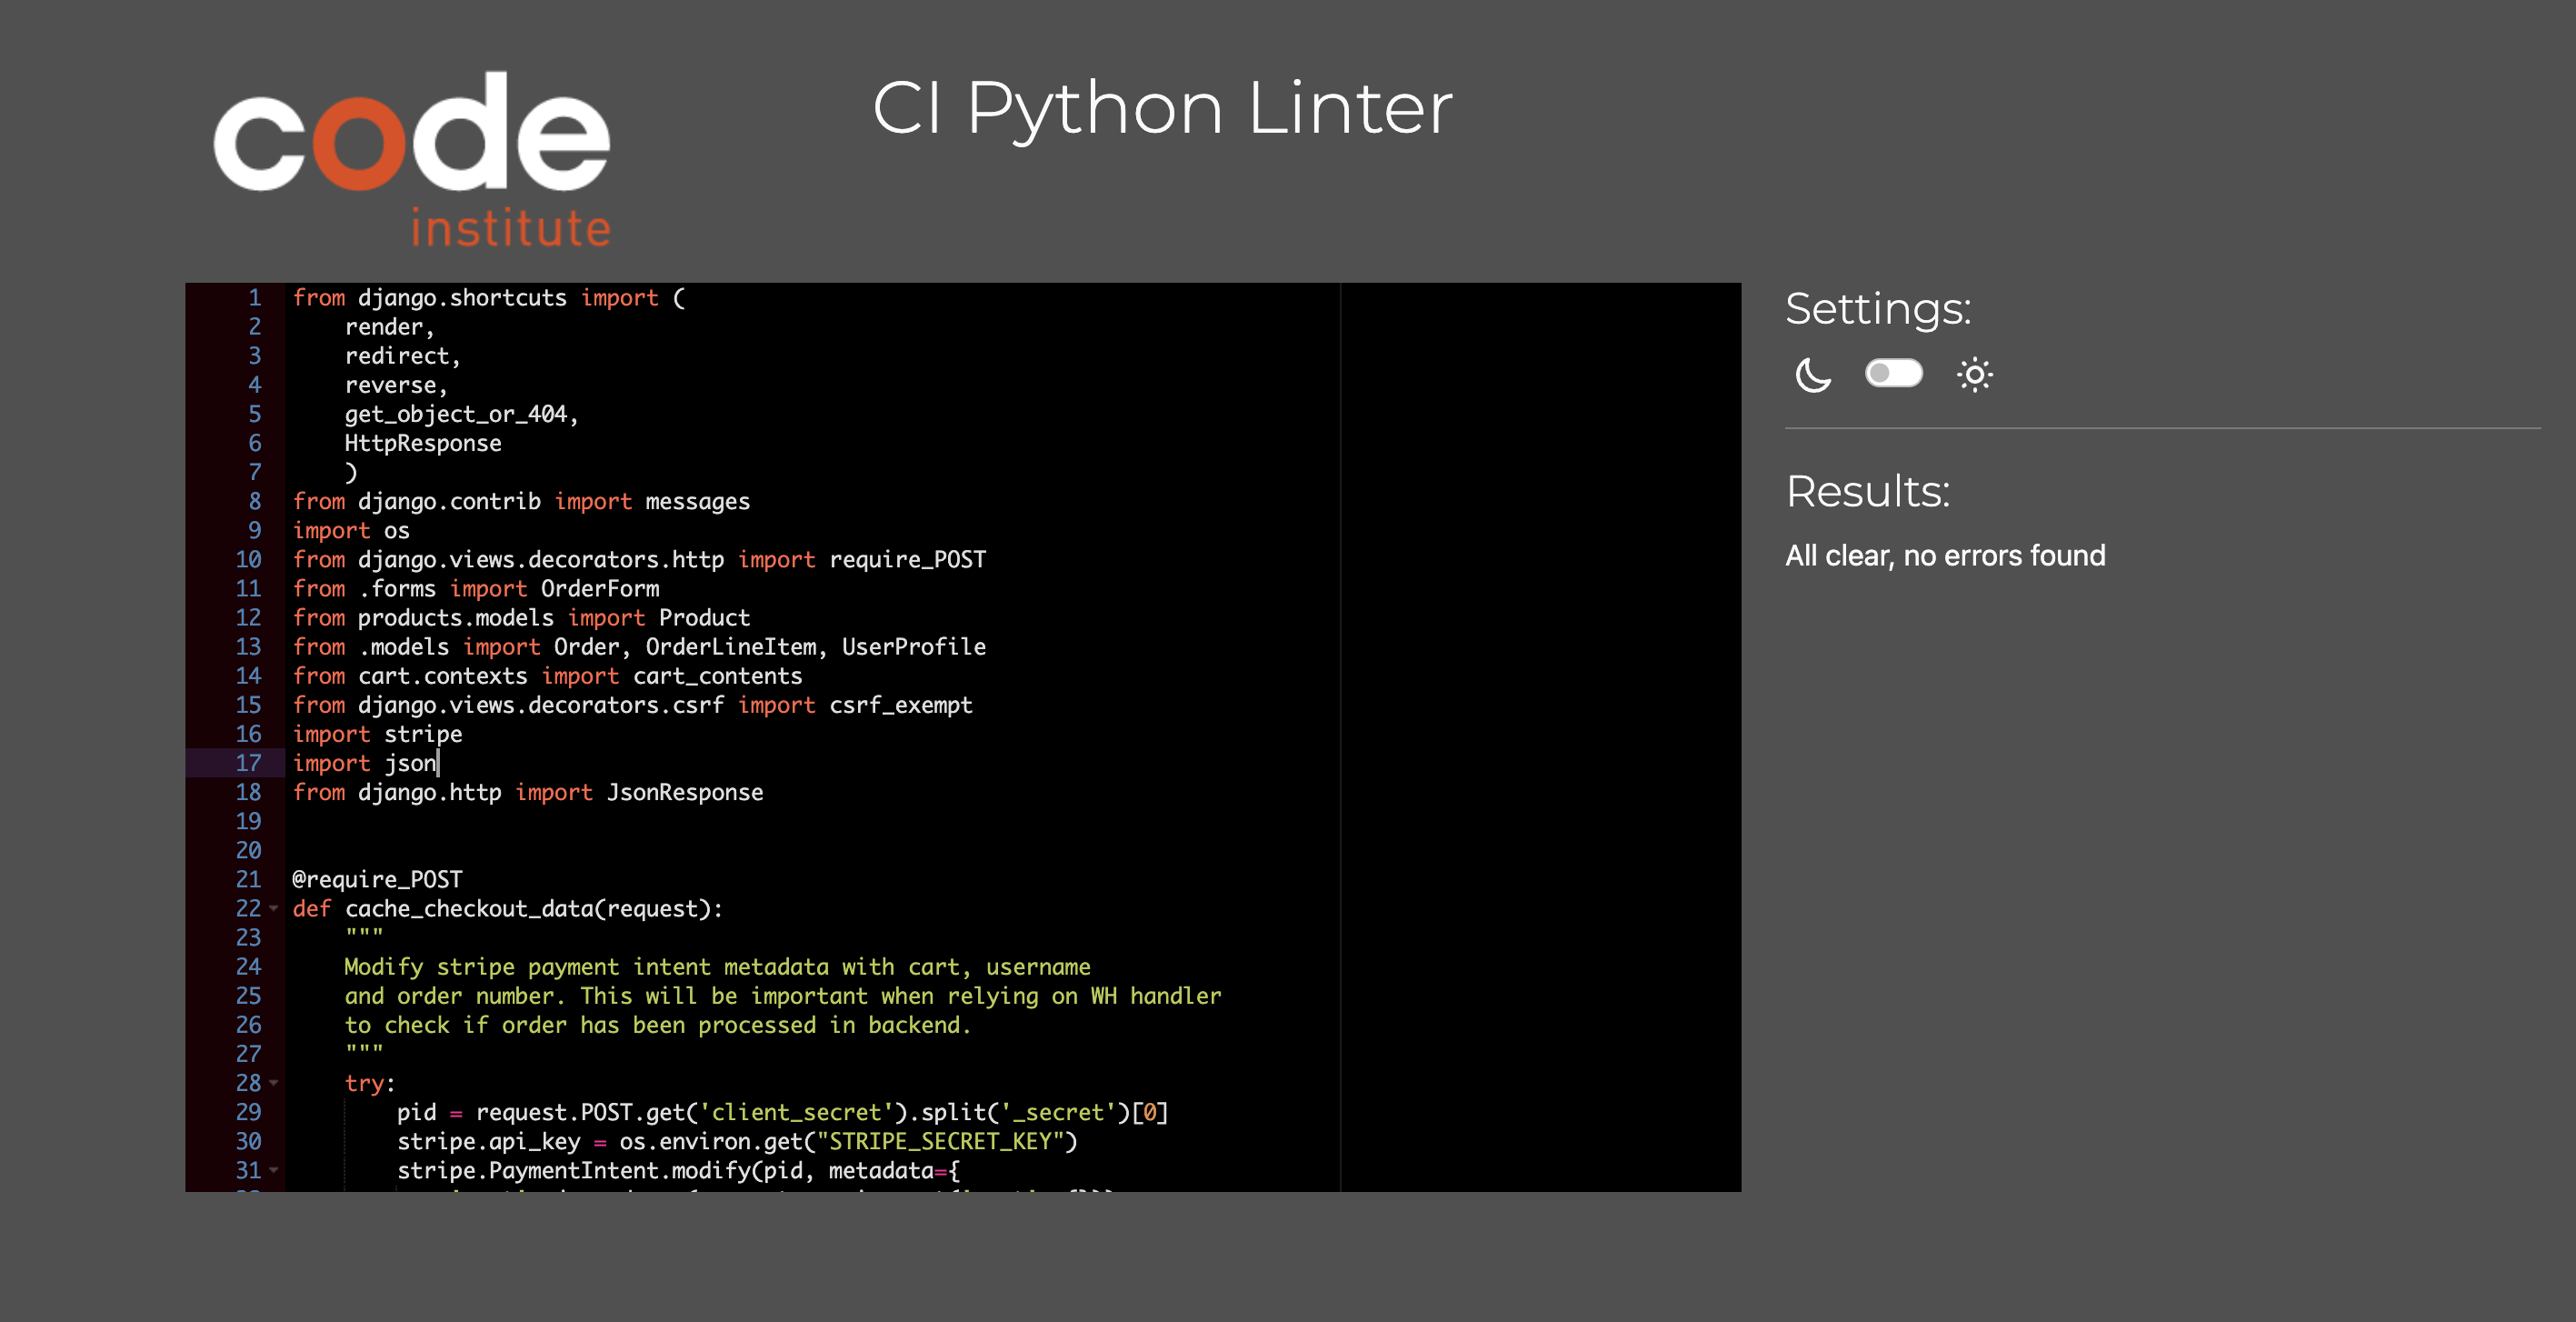 code
institute
CI Python Linter
1 from django.shortcuts import (
2     render,
3     redirect,
4     reverse,
5     get_object_or_404,
6     HttpResponse
7     )
8 from django.contrib import messages
9 import os
10 from django.views.decorators.http import require_POST
11 from .forms import OrderForm
12 from products.models import Product
13 from .models import Order, OrderLineItem, UserProfile
14 from cart.contexts import cart_contents
15 from django.views.decorators.csrf import csrf_exempt
16 import stripe
17 import json
18 from django.http import JsonResponse
19
20
21 @require_POST
22 def cache_checkout_data(request):
23     """
24     Modify stripe payment intent metadata with cart, username
25     and order number. This will be important when relying on WH handler
26     to check if order has been processed in backend.
27     """
28     try:
29         pid = request.POST.get('client_secret').split('_secret')[0]
30         stripe.api_key = os.environ.get("STRIPE_SECRET_KEY")
31         stripe.PaymentIntent.modify(pid, metadata={
Settings:
Results:
All clear, no errors found